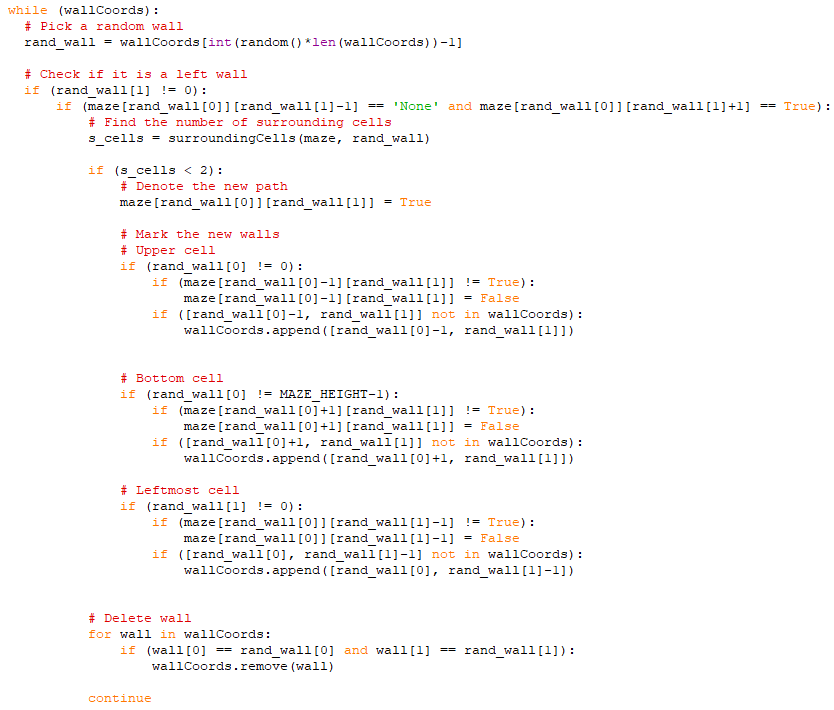 while (wallCoords):
# Pick a random wall
rand_wall = wallCoords[int(random()*len(wallCoords))-1]
# Check if it is a left wall
if (rand_wall[1] != 0):
if (maze[rand_wall[0]][rand_wall[1]-1] == 'None' and maze[rand_wall[0]][rand_wall[1]+1] == True):
# Find the number of surrounding cells
s_cells = surroundingCells(maze, rand_wall)
if (s_cells < 2):
# Denote the new path
maze[rand_wall[0]][rand_wall[1]] = True
# Mark the new walls
# Upper cell
if (rand_wall[0] != 0):
if (maze[rand_wall[0]-1][rand_wall[1]] != True):
maze[rand_wall[0]-1][rand_wall[1]] = False
if ([rand_wall[0]-1, rand_wall[1]] not in wallCoords):
wallCoords.append([rand_wall[0]-1, rand_wall[1]])
# Bottom cell
if (rand_wall[0] != MAZE_HEIGHT-1):
if (maze[rand_wall[0]+1][rand_wall[1]] != True):
maze[rand_wall[0]+1][rand_wall[1]] = False
if ([rand_wall[0]+1, rand_wall[1]] not in wallCoords):
wallCoords.append([rand_wall[0]+1, rand_wall[1]])
# Leftmost cell
if (rand_wall[1] != 0):
if (maze[rand_wall[0]][rand_wall[1]-1] != True):
maze[rand_wall[0]][rand_wall[1]-1] = False
if ([rand_wall[0], rand_wall[1]-1] not in wallCoords):
wallCoords.append([rand_wall[0], rand_wall[1]-1])
# Delete wall
for wall in wallCoords:
if (wall[0] == rand_wall[0] and wall[1] == rand_wall[1]):
wallCoords.remove(wall)
continue